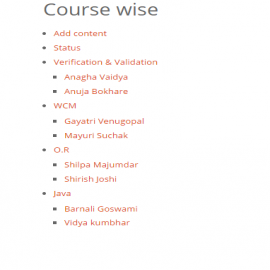 Course wise
Add content
Status
Verification & Validation
Anagha Vaidya
Anuja Bokhare
WCM
Gayatri Venugopal
Mayuri Suchak
O.R
Shilpa Majumdar
Shirish Joshi
Java
Barnali Goswami
Vidya kumbhar